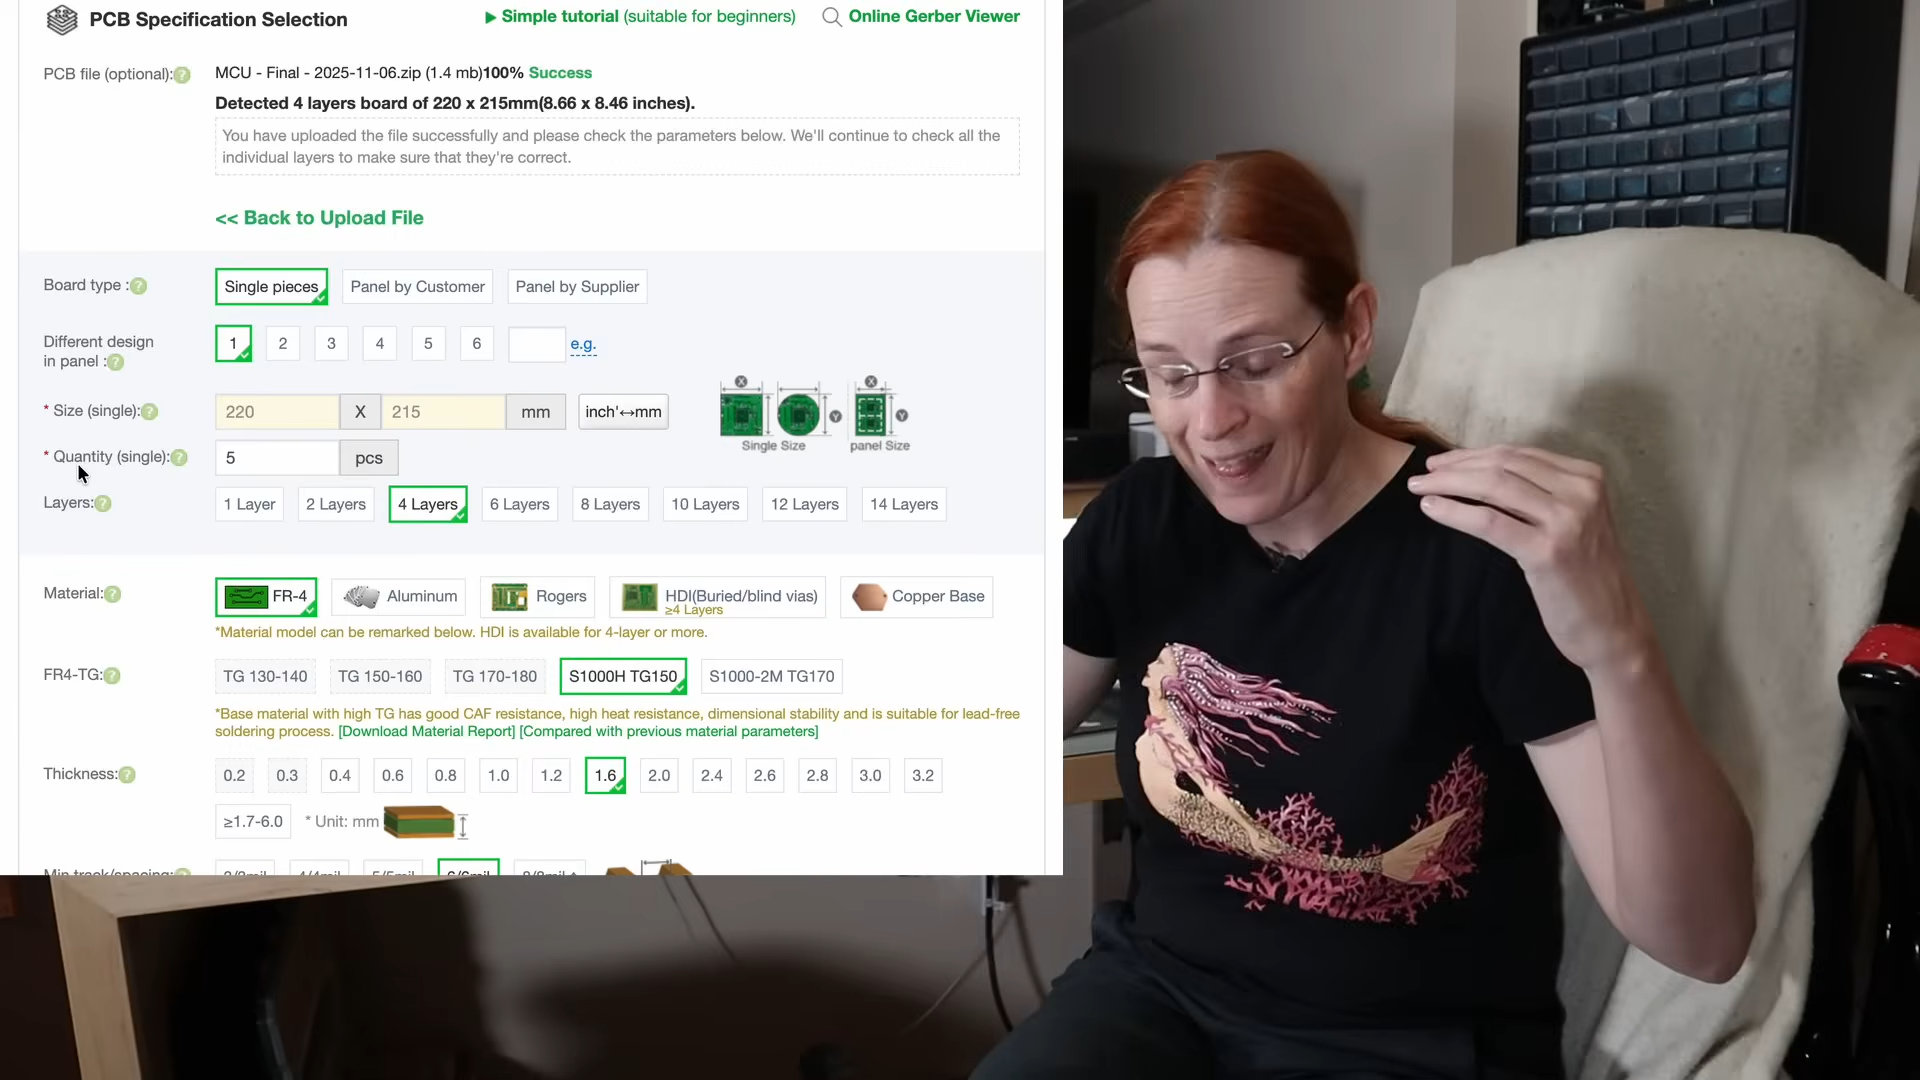 PCB Specification Selection
Simple tutorial (suitable for beginners)
Online Gerber Viewer
PCB file (optional):?
MCU - Final - 2025-11-06.zip (1.4 mb)100% Success
Detected 4 layers board of 220 x 215mm(8.66 x 8.46 inches).
You have uploaded the file successfully and please check the parameters below. We'll continue to check all the
individual layers to make sure that they're correct.
<< Back to Upload File
Board type :?
Single pieces
Panel by Customer
Panel by Supplier
Different design
in panel :?
1
2
3
4
5
6
e.g.
* Size (single):?
220
X
215
mm
inch'↔mm
X
Y
X
Y
Single Size
panel Size
* Quantity (single):?
5
pcs
Layers:?
1 Layer
2 Layers
4 Layers
6 Layers
8 Layers
10 Layers
12 Layers
14 Layers
Material:?
FR-4
Aluminum
Rogers
HDI(Buried/blind vias)
≥4 Layers
Copper Base
*Material model can be remarked below. HDI is available for 4-layer or more.
FR4-TG:?
TG 130-140
TG 150-160
TG 170-180
S1000H TG150
S1000-2M TG170
*Base material with high TG has good CAF resistance, high heat resistance, dimensional stability and is suitable for lead-free
soldering process. [Download Material Report] [Compared with previous material parameters]
Thickness:?
0.2
0.3
0.4
0.6
0.8
1.0
1.2
1.6
2.0
2.4
2.6
2.8
3.0
3.2
≥1.7-6.0
* Unit: mm
Min track/spacing:?
4/4mil
5/5mil
6/6mil